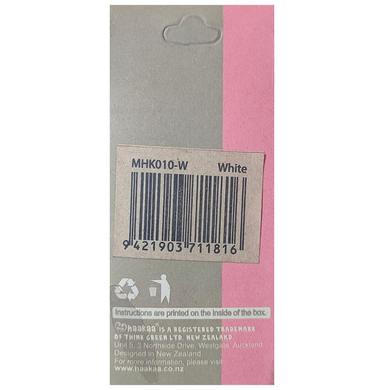 MHK010-W White
9 421903 711816
Instructions are printed on the inside of the box.
haakaa® IS A REGISTERED TRADEMARK
OF THINK GREEN LTD. NEW ZEALAND
Unit 5, 3 Northside Drive, Westgate, Auckland
Designed in New Zealand
For more information, please visit
www.haakaa.co.nz